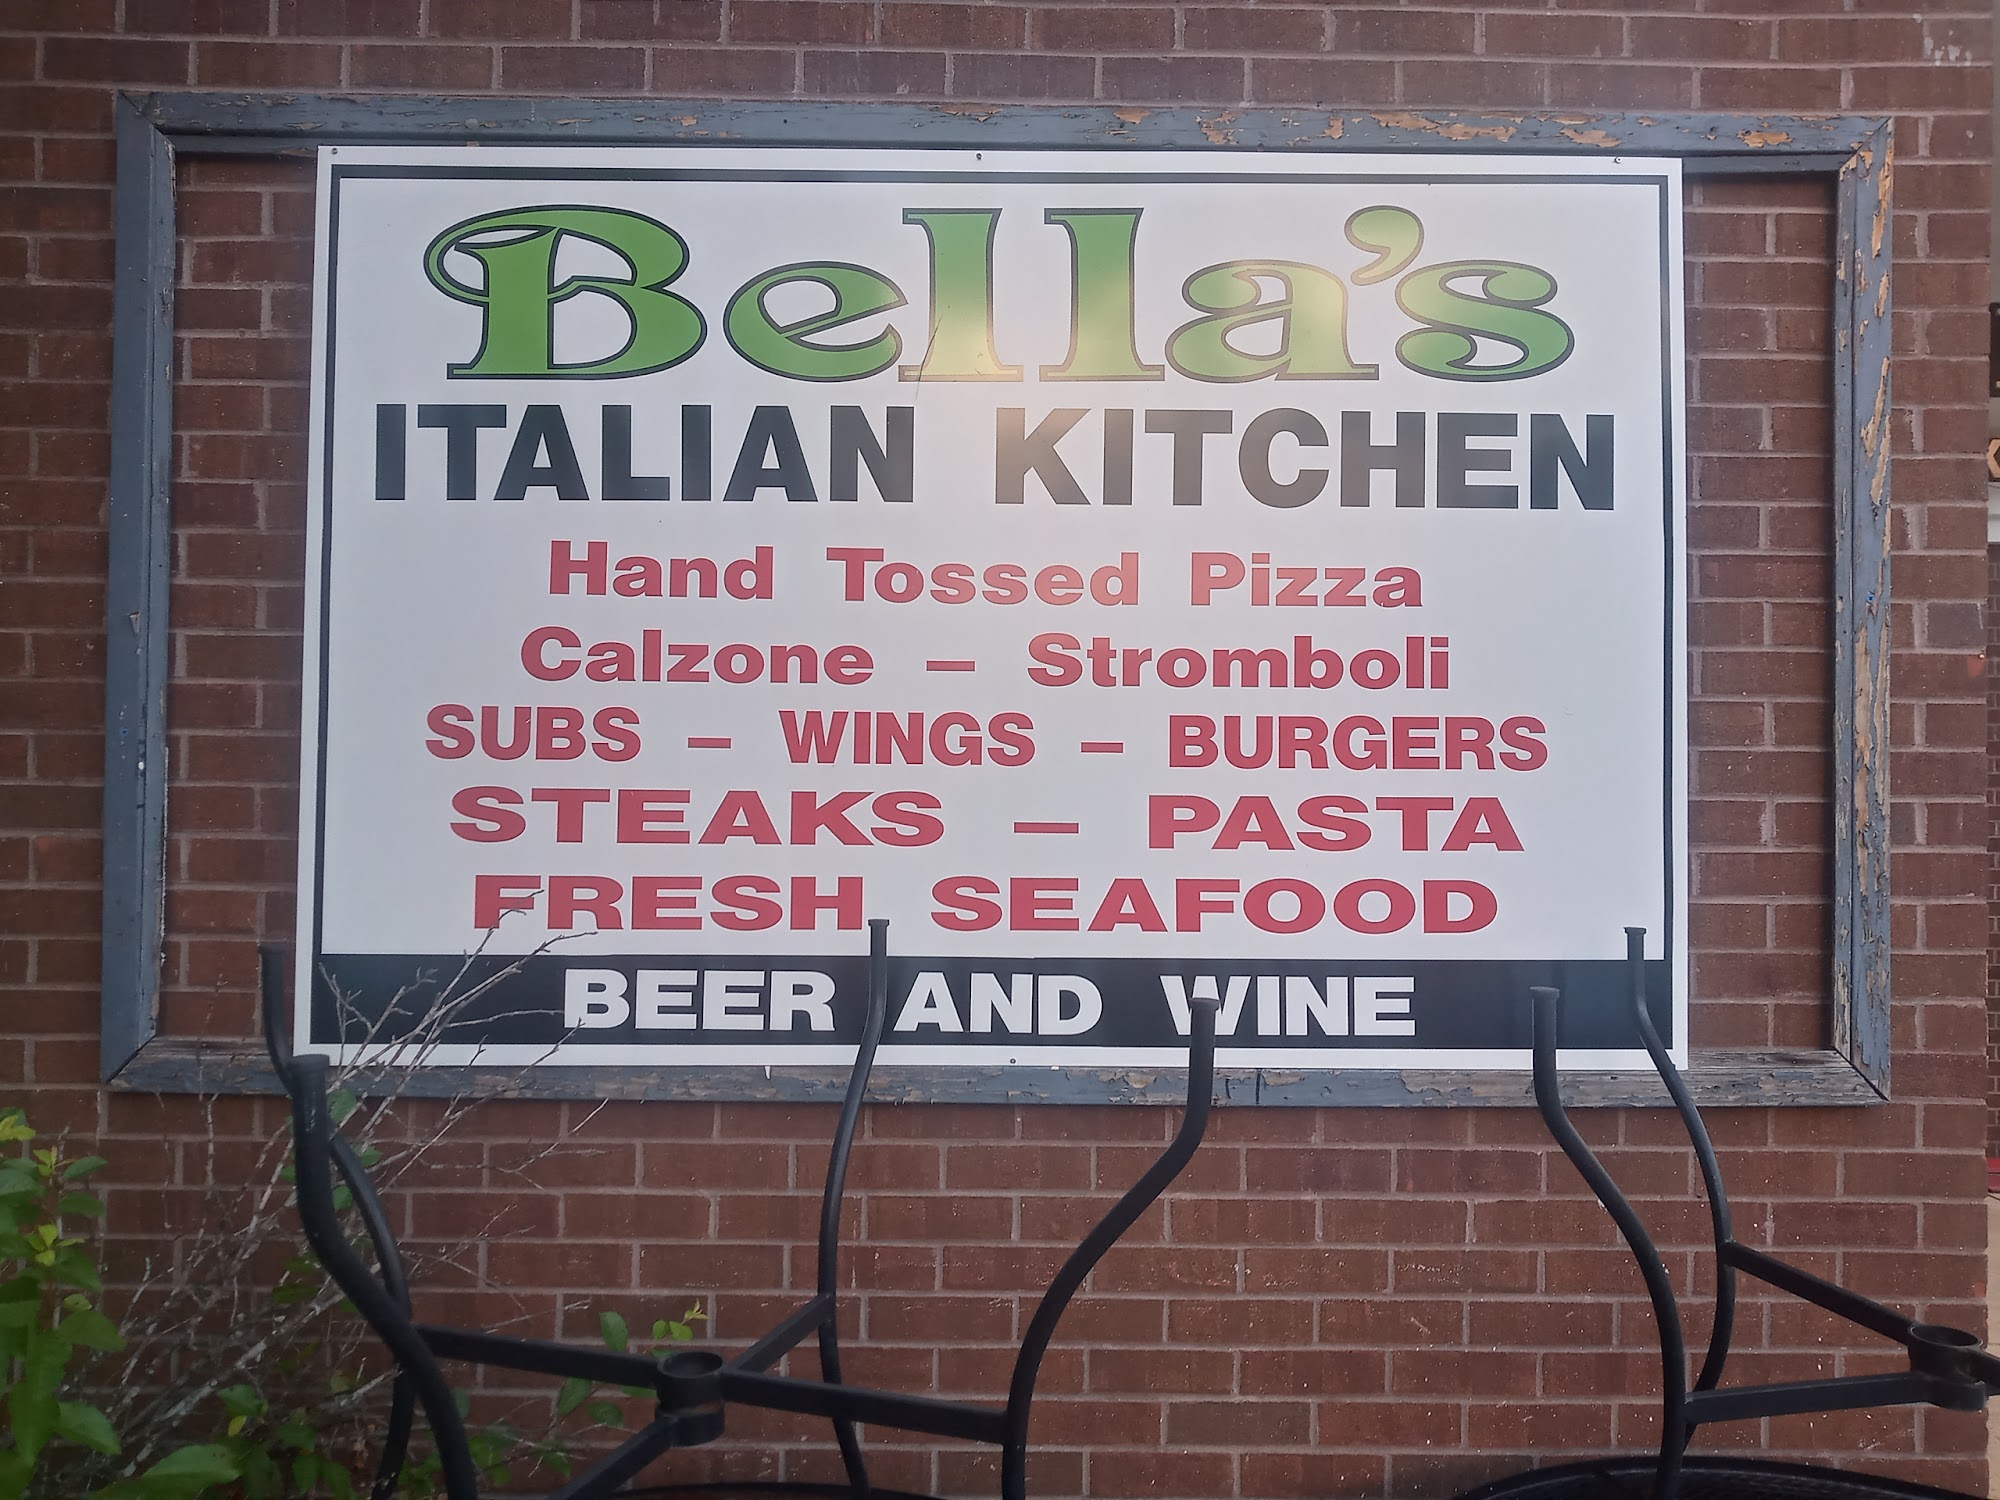 Bella's
ITALIAN KITCHEN
Hand Tossed Pizza
Calzone – Stromboli
SUBS – WINGS – BURGERS
STEAKS – PASTA
FRESH SEAFOOD
BEER AND WINE